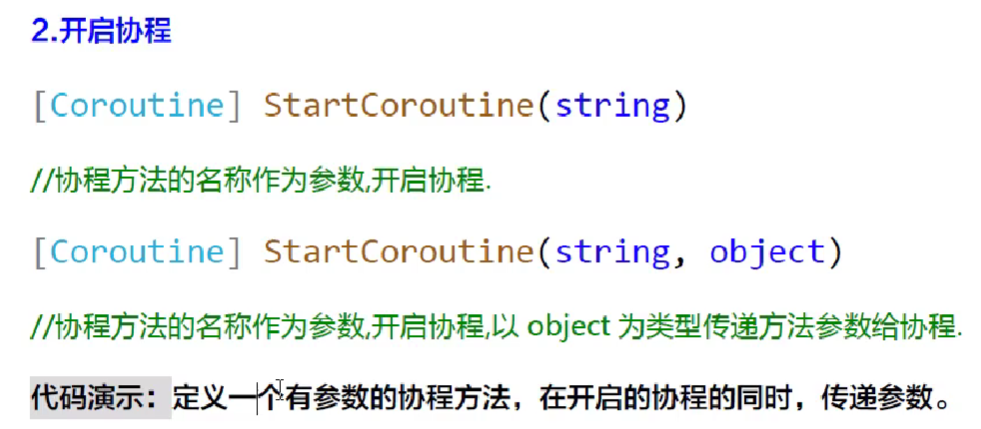 2.开启协程
[Coroutine] StartCoroutine(string)
//协程方法的名称作为参数,开启协程.
[Coroutine] StartCoroutine(string, object)
//协程方法的名称作为参数,开启协程,以 object 为类型传递方法参数给协程.
代码演示：定义一个有参数的协程方法，在开启的协程的同时，传递参数。